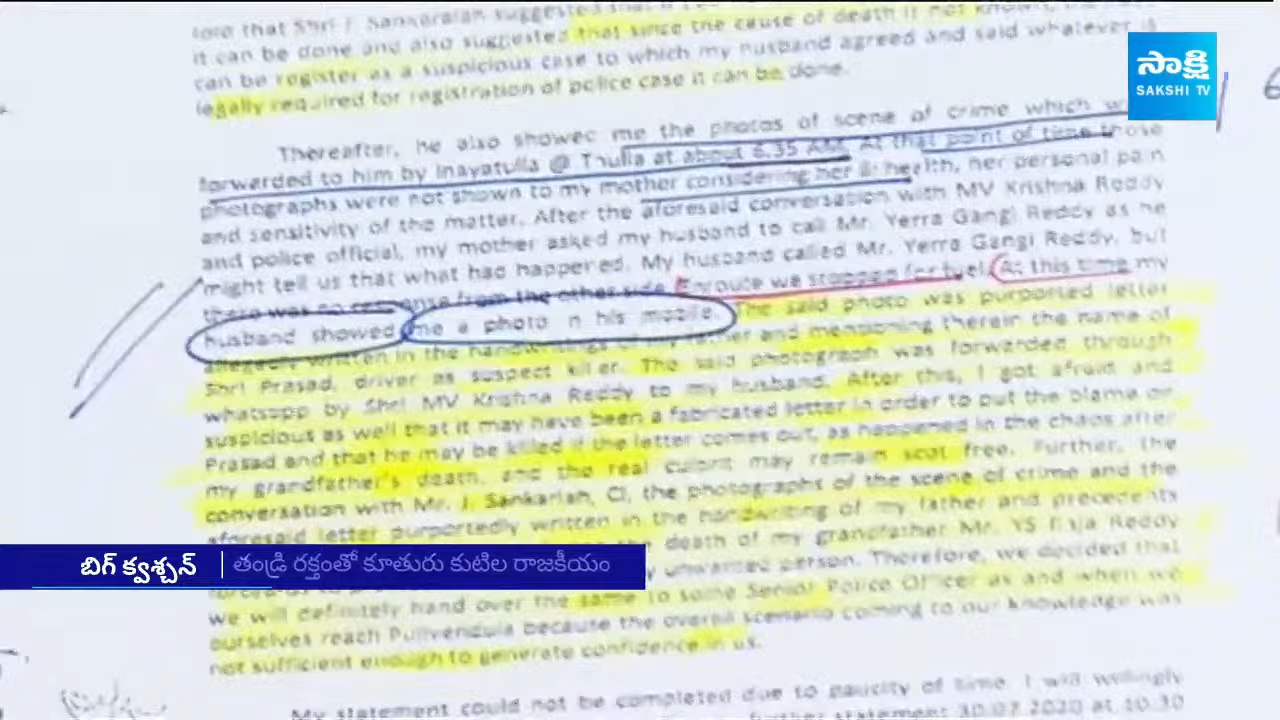 told that Shri J. Sankaraiah suggested that
it can be done and also suggested that since the cause of death is not known,
can be register as a suspicious case to which my husband agreed and said whatever is
legally required for registration of police case it can be done.
సాక్షి
SAKSHI TV
Thereafter, he also showed me the photos of scene of crime which
forwarded to him by Inayatulla @ Thulla at about 6.35 AM. At that point of time those
photographs were not shown to my mother considering her ill health, her personal pain
and sensitivity of the matter. After the aforesaid conversation with MV Krishna Reddy
and police official, my mother asked my husband to call Mr. Yerra Gangi Reddy as he
might tell us that what had happened. My husband called Mr. Yerra Gangi Reddy, but
there was no response from the other side. Enroute we stopped for fuel. At this time my
husband showed me a photo n his mobile. The said photo was purported letter
allegedly written in the handwritings of my father and mentioning therein the name of
Shri Prasad, driver as suspect killer. The said photograph was forwarded through
whatsapp by Shri MV Krishna Reddy to my husband. After this, I got afraid and
suspicious as well that it may have been a fabricated letter in order to put the blame on
Prasad and that he may be killed if the letter comes out, as happened in the chaos after
my grandfather's death, and the real culprit may remain scot free. Further, the
conversation with Mr. J. Sankariah, CI, the photographs of the scene of crime and the
aforesaid letter purportedly written in the handwriting of my father and precedents
the death of my grandfather Mr. YS Raja Reddy
unwanted person. Therefore, we decided that
we will definitely hand over the same to some Senior Police Officer as and when we
ourselves reach Pulivendula because the overall scenario coming to our knowledge was
not sufficient enough to generate confidence in us.
My statement could not be completed due to paucity of time. I will willingly
further statement 30.07.2020 at 10.30
బిగ్ క్వశ్చన్
తండ్రి రక్తంతో కూతురు కుటిల రాజకీయం